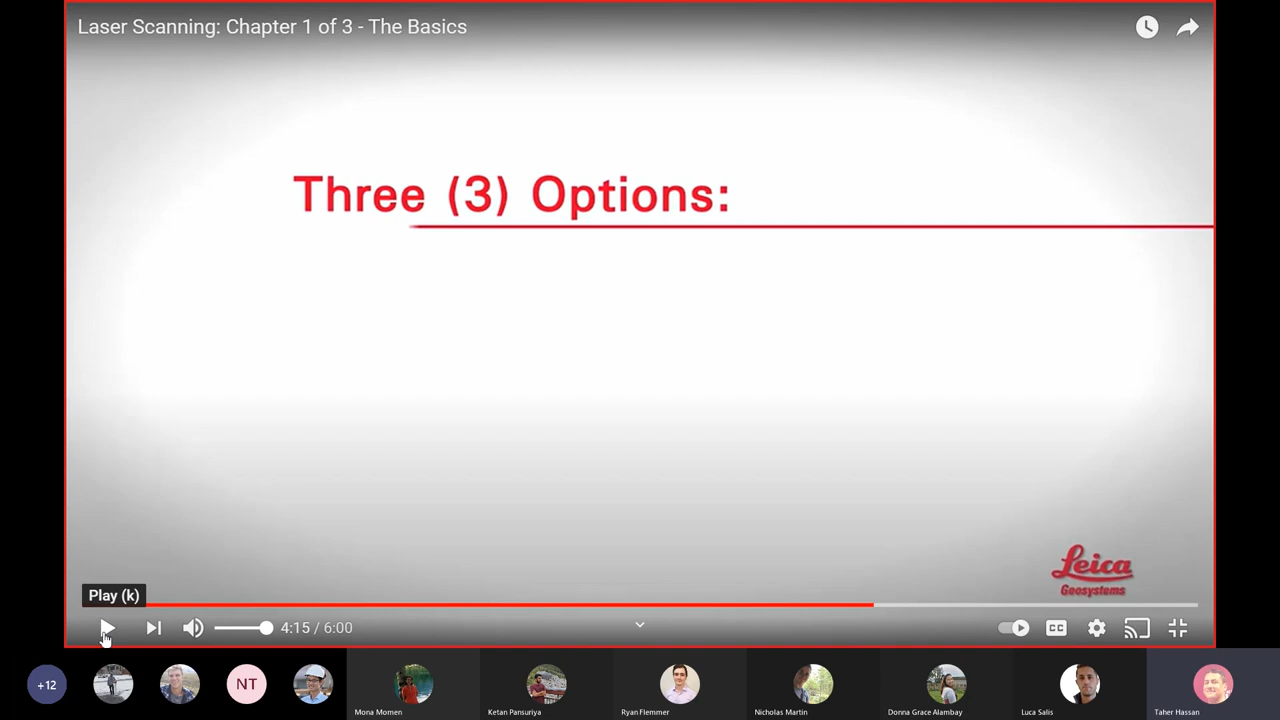 Laser Scanning: Chapter 1 of 3 - The Basics
Three (3) Options:
Leica
Geosystems
Play (k)
4:15 / 6:00
CC
+12
NT
Mona Momen
Ketan Pansuriya
Ryan Flemmer
Nicholas Martin
Donna Grace Alambay
Luca Salis
Taher Hassan